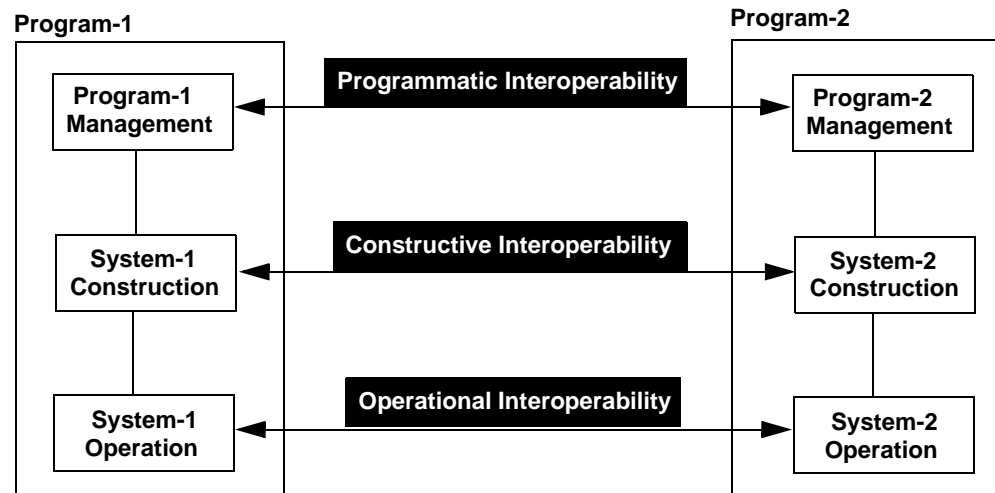 Program-1
Program-2
Programmatic Interoperability
Program-1
Management
Program-2
Management
Constructive Interoperability
System-1
Construction
System-2
Construction
Operational Interoperability
System-1
Operation
System-2
Operation